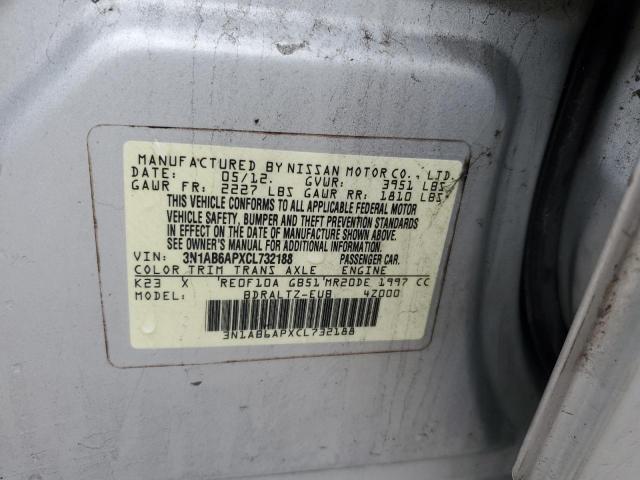 MANUFACTURED BY NISSAN MOTOR CO., LTD.
DATE: 05/12. GVWR: 3951 LBS.
GAWR FR: 2227 LBS GAWR RR: 1810 LBS
THIS VEHICLE CONFORMS TO ALL APPLICABLE FEDERAL MOTOR
VEHICLE SAFETY, BUMPER AND THEFT PREVENTION STANDARDS
IN EFFECT ON THE DATE OF MANUFACTURE SHOWN ABOVE.
SEE OWNER'S MANUAL FOR ADDITIONAL INFORMATION.
VIN: 3N1AB6APXCL732188 PASSENGER CAR.
COLOR TRIM TRANS AXLE ENGINE
K23 X 'RE0F10A GB51'MR20DE 1997 CC
BDRALTZ-EUB 4Z000
3N1AB6APXCL732188